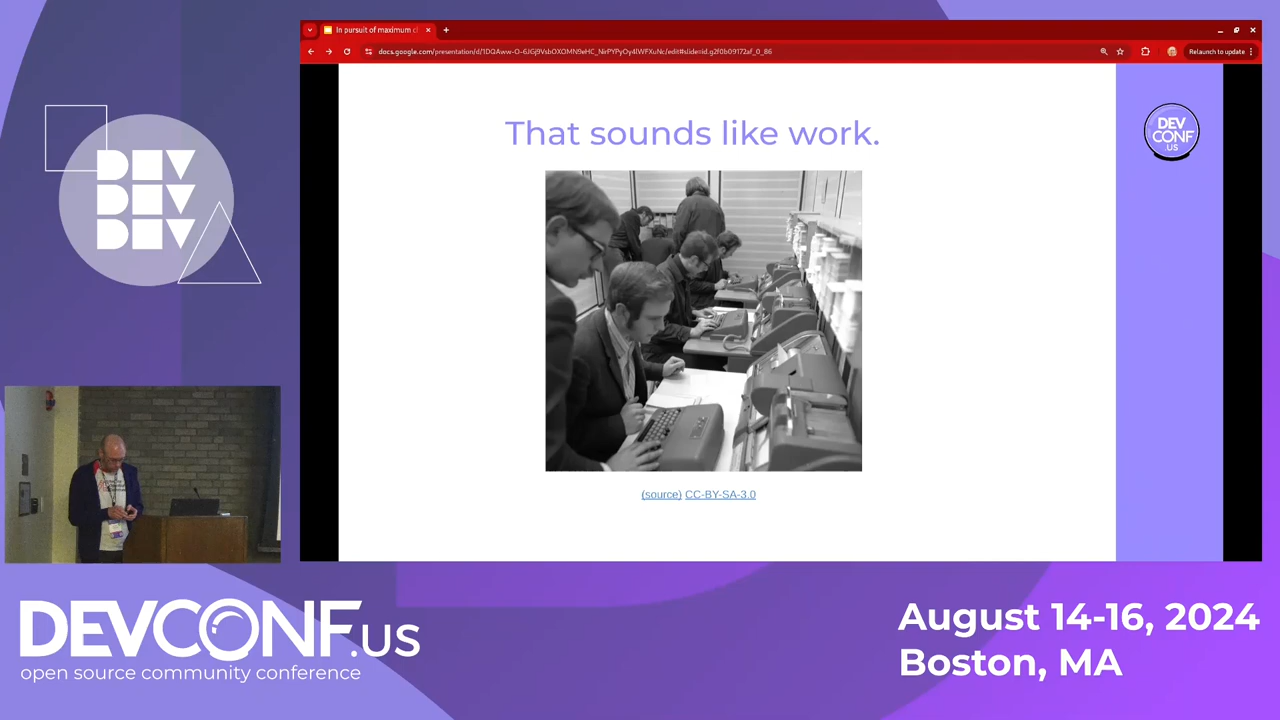 In pursuit of maximum cl
docs.google.com/presentation/d/1DQAww-O-6JGj9VsbOXOMN9eHC_NirPYPyOy4lWFXuNc/edit#slide=id.g2f0b09172af_0_86
Relaunch to update
That sounds like work.
DEV
CONF
.US
(source) CC-BY-SA-3.0
DEV
DEV
DEV
DEVCONF.us
open source community conference
August 14-16, 2024
Boston, MA